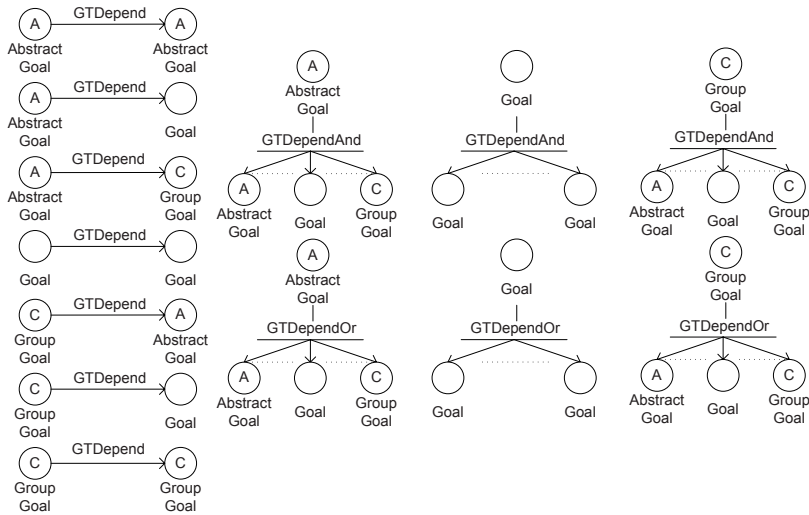 GTDepend
A A
Abstract Goal Abstract Goal
GTDepend
A
Abstract Goal Goal
GTDepend
A C
Abstract Goal Group Goal
GTDepend
Goal Goal
GTDepend
C A
Group Goal Abstract Goal
GTDepend
C
Group Goal Goal
GTDepend
C C
Group Goal Group Goal
A
Abstract
Goal
GTDependAnd
A C
Abstract Goal Goal Group Goal
A
Abstract
Goal
GTDependOr
A C
Abstract Goal Goal Group Goal
Goal
GTDependAnd
Goal Goal
Goal
GTDependOr
Goal Goal
C
Group
Goal
GTDependAnd
A C
Abstract Goal Goal Group Goal
C
Group
Goal
GTDependOr
A C
Abstract Goal Goal Group Goal